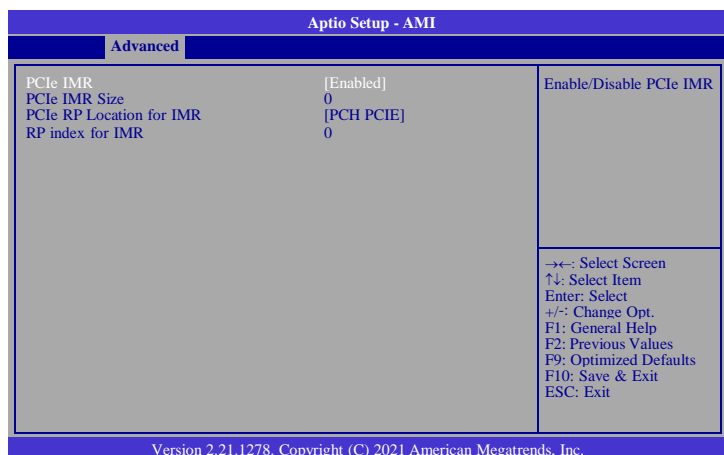 Aptio Setup - AMI
Advanced
PCIe IMR [Enabled]
PCIe IMR Size 0
PCIe RP Location for IMR [PCH PCIE]
RP index for IMR 0
Enable/Disable PCIe IMR
→←: Select Screen
↑↓: Select Item
Enter: Select
+/-: Change Opt.
F1: General Help
F2: Previous Values
F9: Optimized Defaults
F10: Save & Exit
ESC: Exit
Version 2.21.1278. Copyright (C) 2021 American Megatrends, Inc.